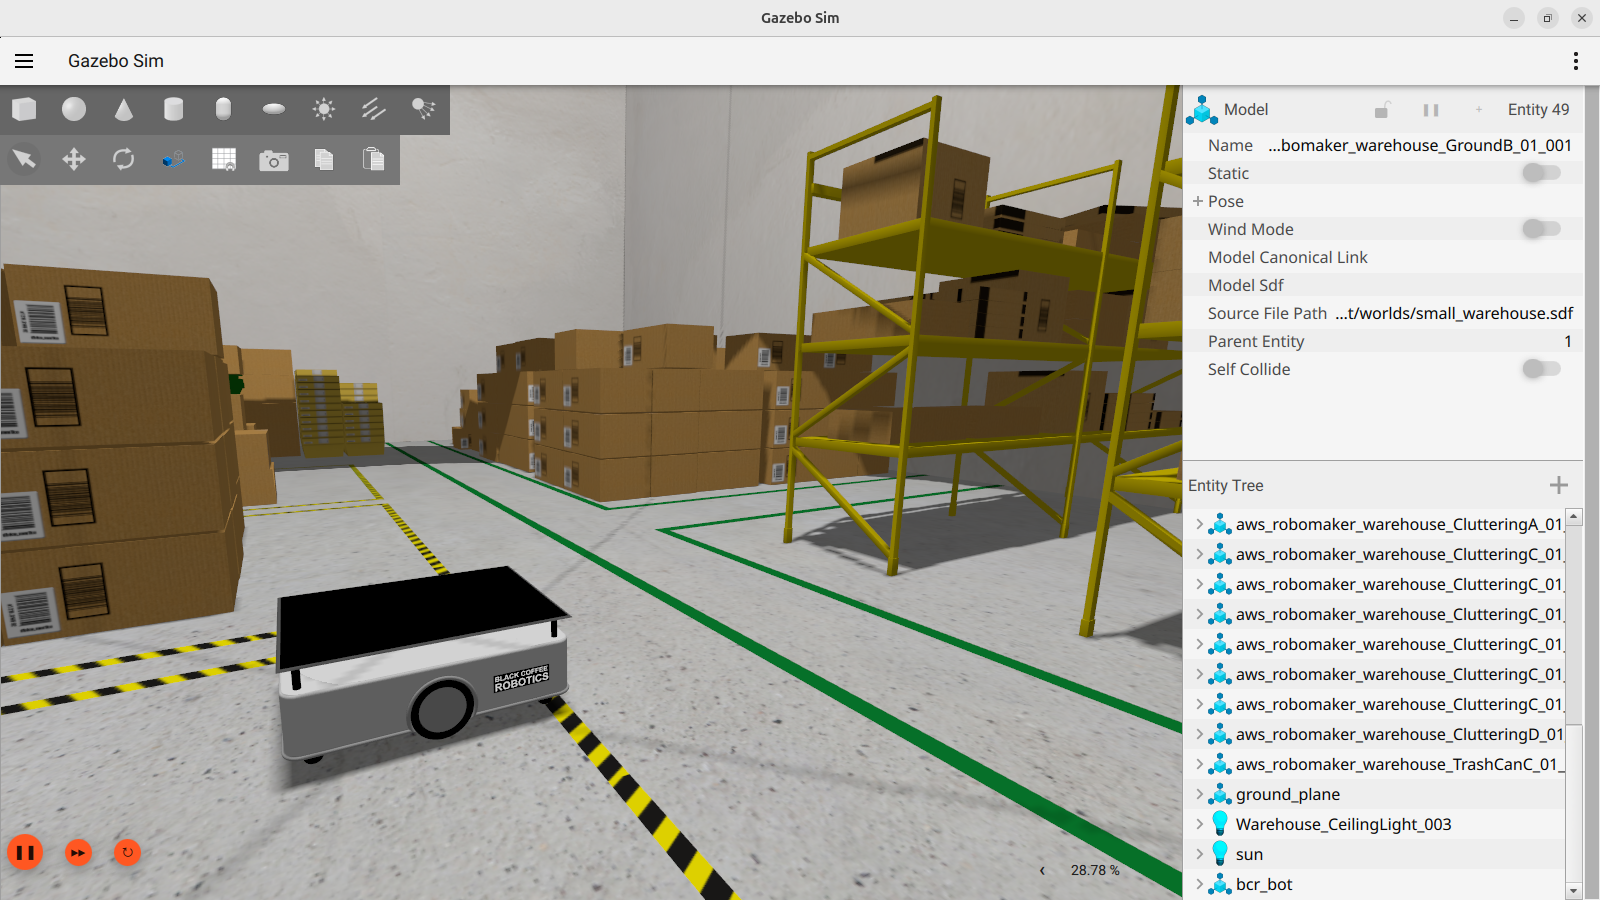 Gazebo Sim
Gazebo Sim
Model
Entity 49
Name
...bomaker_warehouse_GroundB_01_001
Static
Pose
Wind Mode
Model Canonical Link
Model Sdf
Source File Path
...t/worlds/small_warehouse.sdf
Parent Entity
1
Self Collide
Entity Tree
aws_robomaker_warehouse_ClutteringA_01
aws_robomaker_warehouse_ClutteringC_01
aws_robomaker_warehouse_ClutteringC_01
aws_robomaker_warehouse_ClutteringC_01
aws_robomaker_warehouse_ClutteringC_01
aws_robomaker_warehouse_ClutteringC_01
aws_robomaker_warehouse_ClutteringC_01
aws_robomaker_warehouse_ClutteringD_01
aws_robomaker_warehouse_TrashCanC_01_
ground_plane
Warehouse_CeilingLight_003
sun
bcr_bot
BLACK COFFEE
ROBOTICS
28.78 %